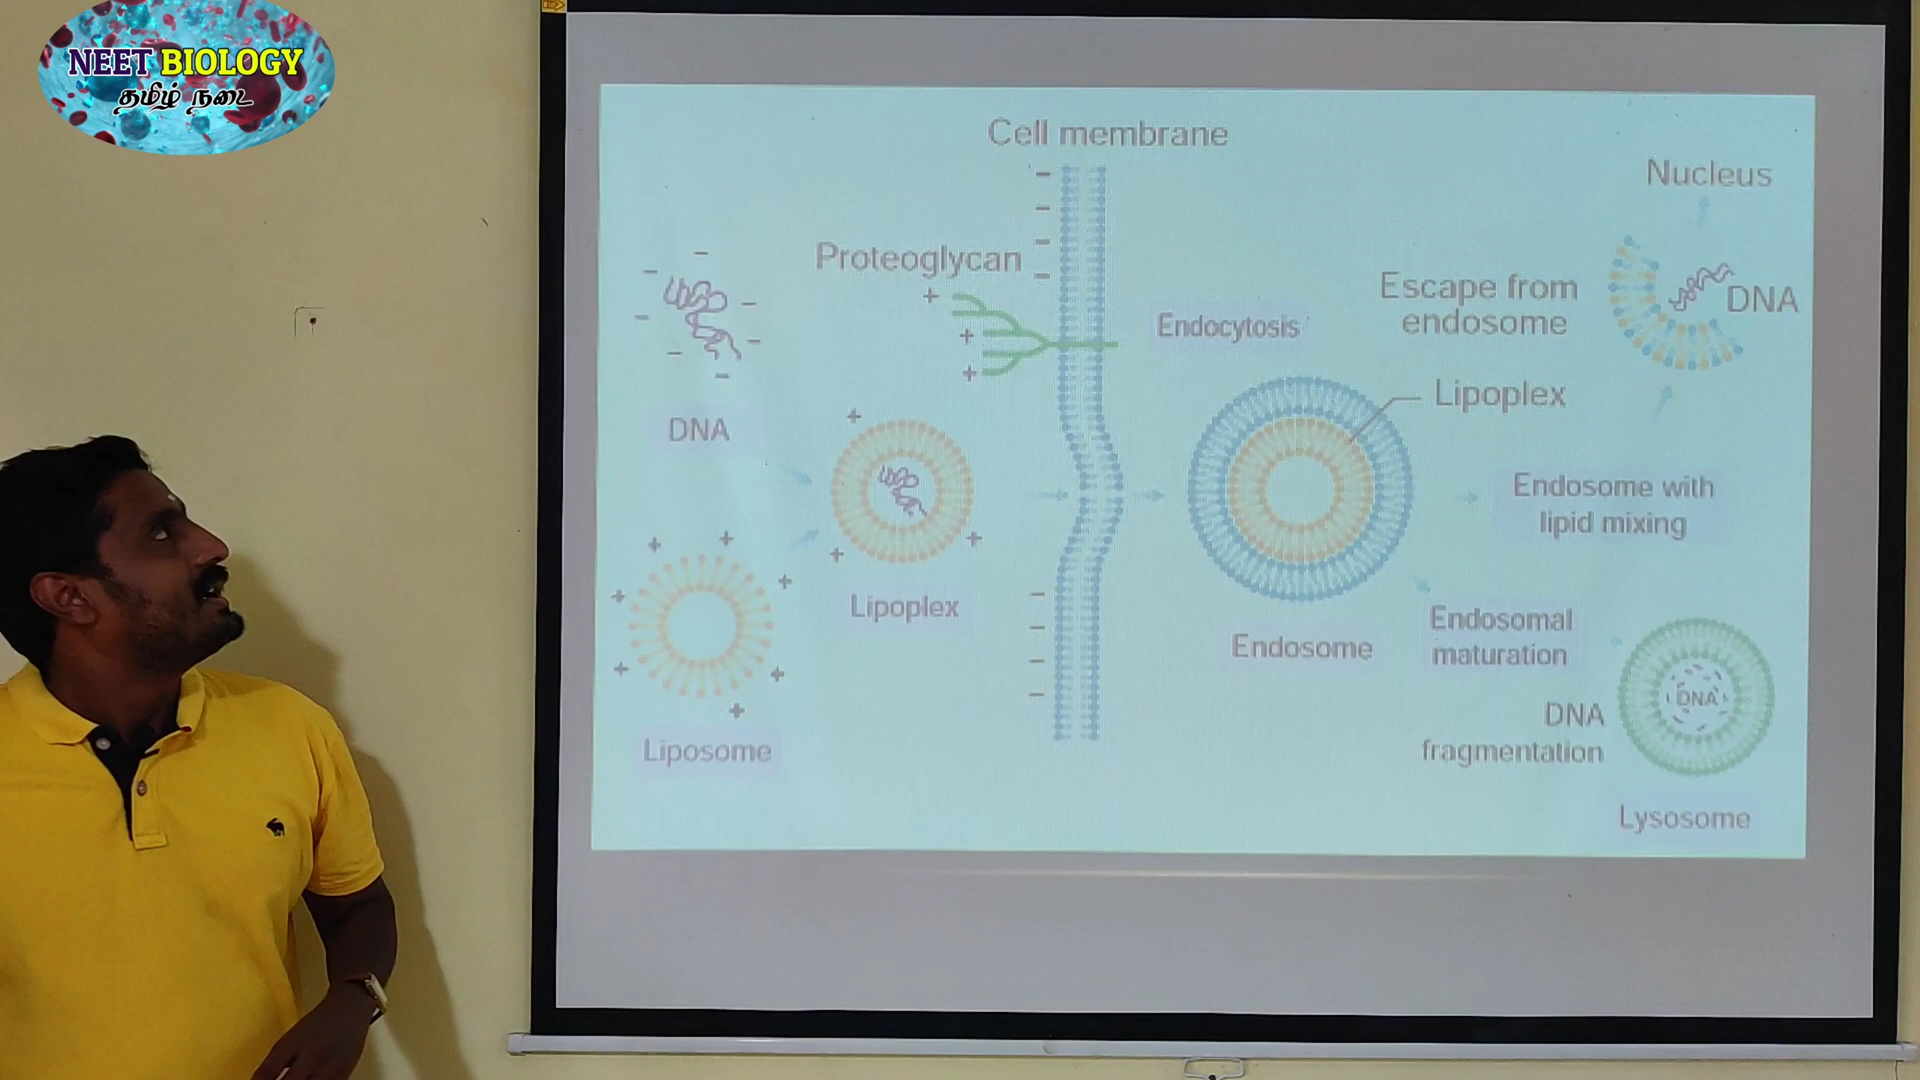 NEET BIOLOGY
தமிழ் நடை
Cell membrane
Nucleus
Proteoglycan
Escape from
endosome
DNA
Endocytosis
Lipoplex
DNA
Endosome with
lipid mixing
Lipoplex
Endosomal
maturation
Endosome
DNA
DNA
fragmentation
Liposome
Lysosome